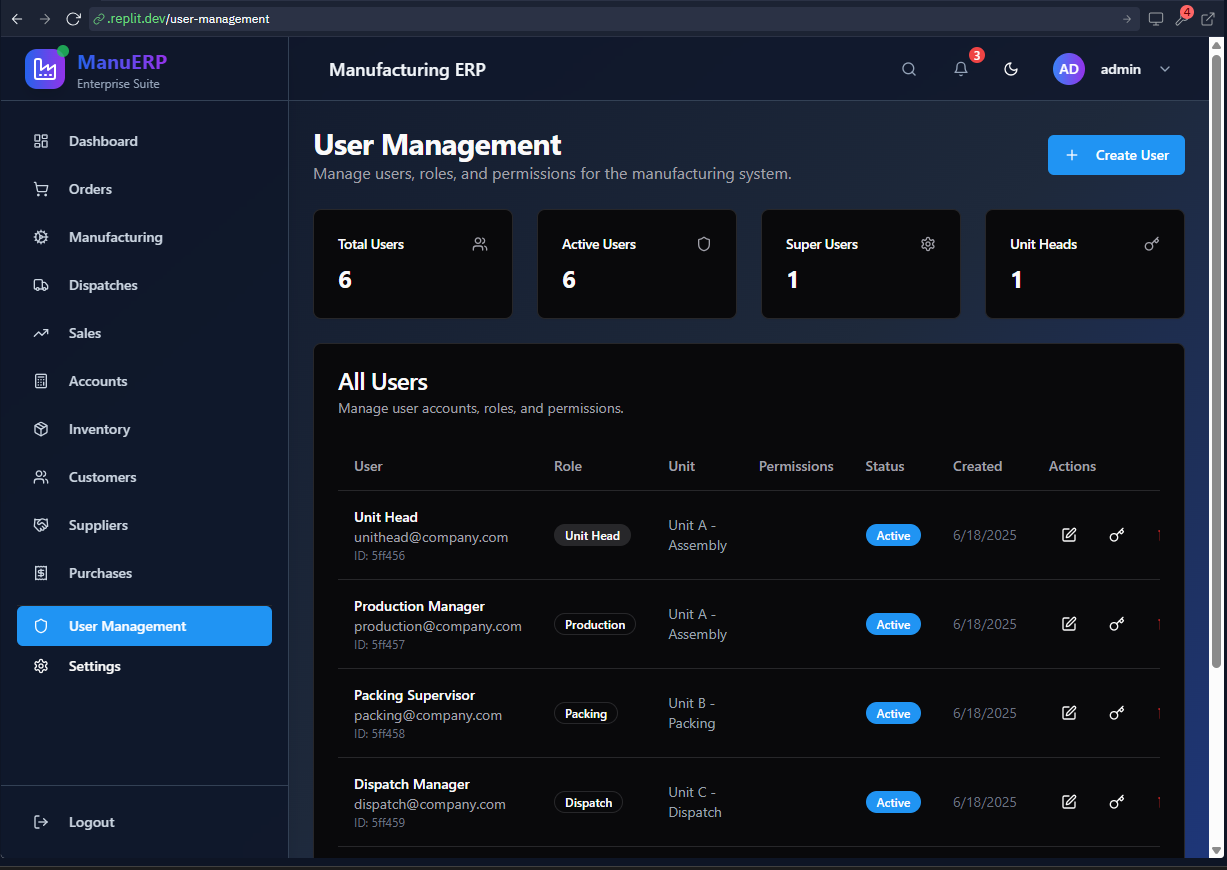 .replit.dev/user-management
4
ManuERP
Enterprise Suite
Manufacturing ERP
3
AD
admin
Dashboard
Orders
Manufacturing
Dispatches
Sales
Accounts
Inventory
Customers
Suppliers
Purchases
User Management
Settings
Logout
User Management
Manage users, roles, and permissions for the manufacturing system.
Create User
Total Users
6
Active Users
6
Super Users
1
Unit Heads
1
All Users
Manage user accounts, roles, and permissions.
User Role Unit Permissions Status Created Actions
Unit Head
unithead@company.com
ID: 5ff456
Unit Head
Unit A -
Assembly
Active
6/18/2025
Production Manager
production@company.com
ID: 5ff457
Production
Unit A -
Assembly
Active
6/18/2025
Packing Supervisor
packing@company.com
ID: 5ff458
Packing
Unit B -
Packing
Active
6/18/2025
Dispatch Manager
dispatch@company.com
ID: 5ff459
Dispatch
Unit C -
Dispatch
Active
6/18/2025